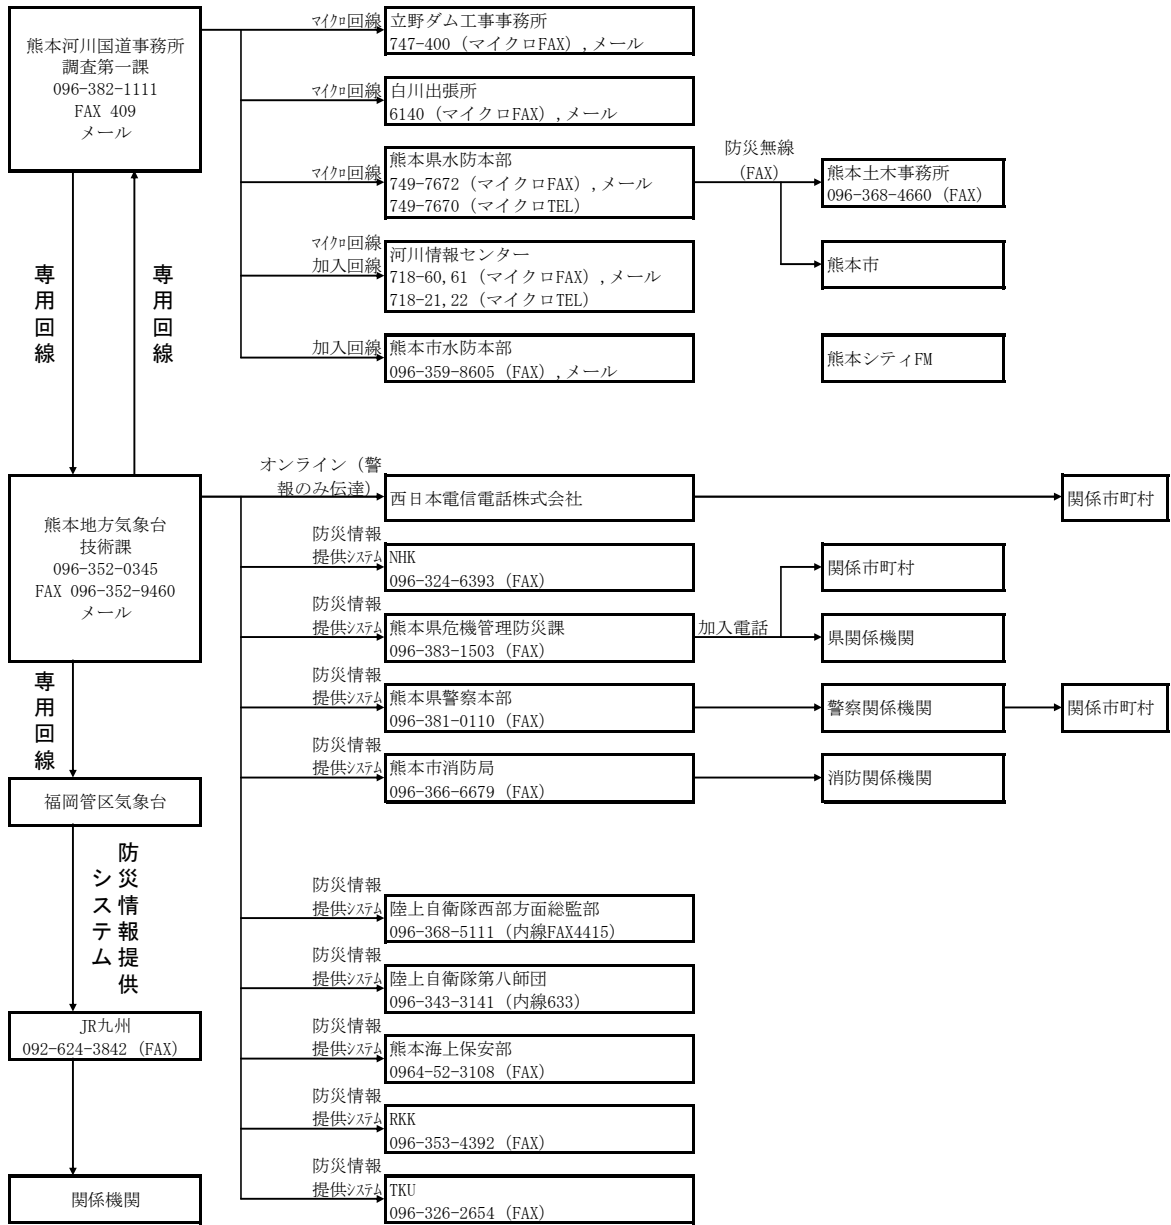 熊本河川国道事務所
調査第一課
096-382-1111
FAX 409
メール
マイクロ回線
立野ダム工事事務所
747-400（マイクロFAX）,メール
マイクロ回線
白川出張所
6140（マイクロFAX）,メール
マイクロ回線
熊本県水防本部
749-7672（マイクロFAX）,メール
749-7670（マイクロTEL）
防災無線
（FAX）
熊本土木事務所
096-368-4660（FAX）
熊本市
マイクロ回線
加入回線
河川情報センター
718-60,61（マイクロFAX）,メール
718-21,22（マイクロTEL）
加入回線
熊本市水防本部
096-359-8605（FAX）,メール
熊本シティFM
専用回線
専用回線
熊本地方気象台
技術課
096-352-0345
FAX 096-352-9460
メール
オンライン（警
報のみ伝達）
西日本電信電話株式会社
関係市町村
防災情報
提供システム
NHK
096-324-6393（FAX）
関係市町村
防災情報
提供システム
熊本県危機管理防災課
096-383-1503（FAX）
加入電話
県関係機関
防災情報
提供システム
熊本県警察本部
096-381-0110（FAX）
警察関係機関
関係市町村
防災情報
提供システム
熊本市消防局
096-366-6679（FAX）
消防関係機関
専用回線
福岡管区気象台
防災情報提供
システム
JR九州
092-624-3842（FAX）
関係機関
防災情報
提供システム
陸上自衛隊西部方面総監部
096-368-5111（内線FAX4415）
防災情報
提供システム
陸上自衛隊第八師団
096-343-3141（内線633）
防災情報
提供システム
熊本海上保安部
0964-52-3108（FAX）
防災情報
提供システム
RKK
096-353-4392（FAX）
防災情報
提供システム
TKU
096-326-2654（FAX）